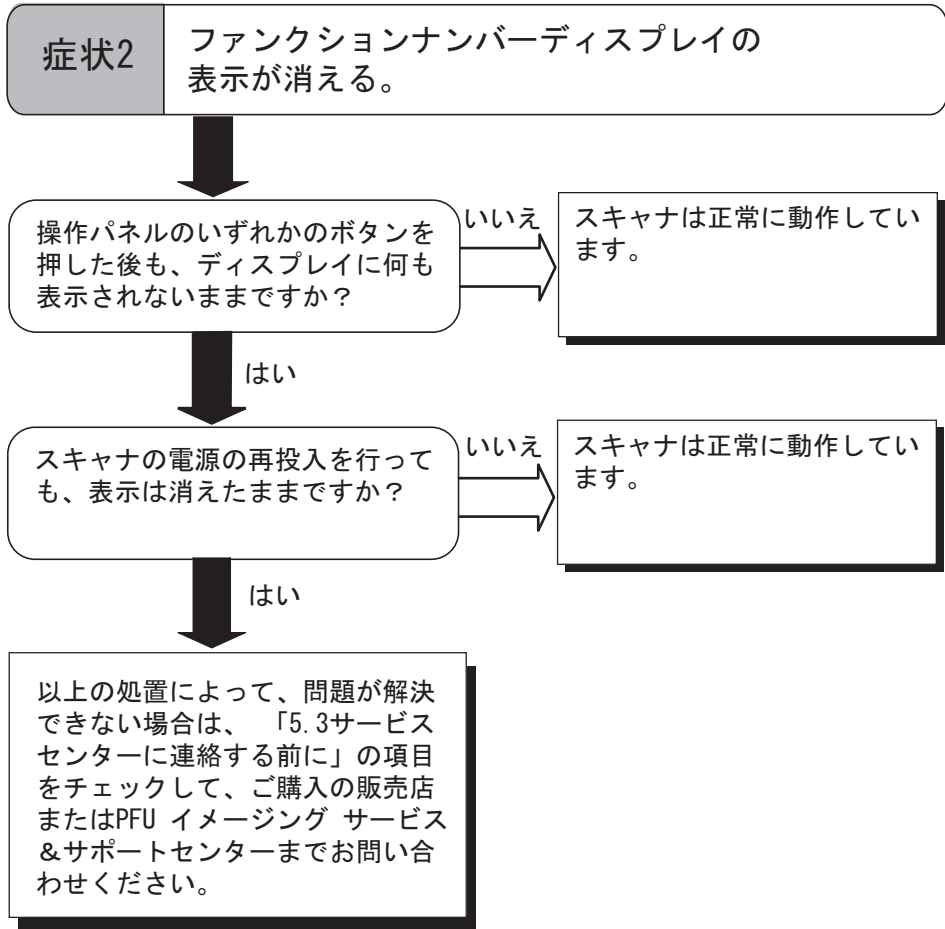 症状2
ファンクションナンバーディスプレイの
表示が消える。
操作パネルのいずれかのボタンを
押した後も、ディスプレイに何も
表示されないままですか？
いいえ
スキャナは正常に動作してい
ます。
はい
スキャナの電源の再投入を行って
も、表示は消えたままですか？
いいえ
スキャナは正常に動作してい
ます。
はい
以上の処置によって、問題が解決
できない場合は、 「5.3サービス
センターに連絡する前に」の項目
をチェックして、ご購入の販売店
またはPFU イメージング サービス
＆サポートセンターまでお問い合
わせください。